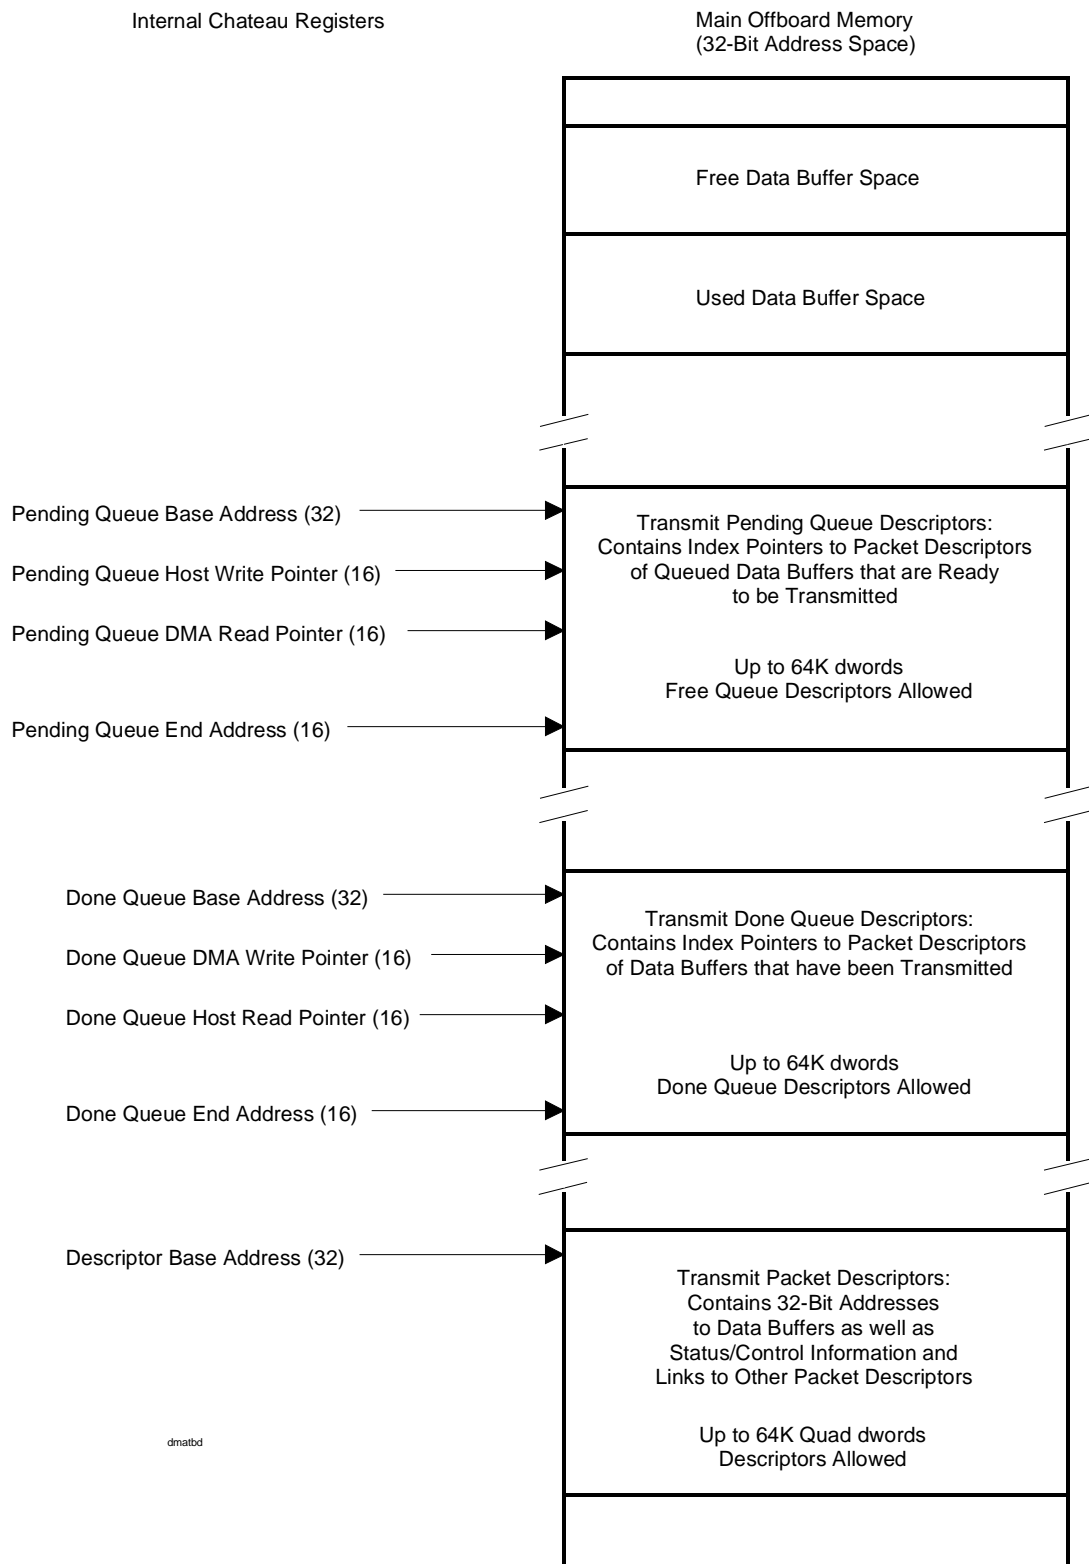 Internal Chateau Registers
Main Offboard Memory
(32-Bit Address Space)
Free Data Buffer Space
Used Data Buffer Space
Pending Queue Base Address (32)
Pending Queue Host Write Pointer (16)
Pending Queue DMA Read Pointer (16)
Pending Queue End Address (16)
Transmit Pending Queue Descriptors:
Contains Index Pointers to Packet Descriptors
of Queued Data Buffers that are Ready
to be Transmitted
Up to 64K dwords
Free Queue Descriptors Allowed
Done Queue Base Address (32)
Done Queue DMA Write Pointer (16)
Done Queue Host Read Pointer (16)
Done Queue End Address (16)
Transmit Done Queue Descriptors:
Contains Index Pointers to Packet Descriptors
of Data Buffers that have been Transmitted
Up to 64K dwords
Done Queue Descriptors Allowed
Descriptor Base Address (32)
Transmit Packet Descriptors:
Contains 32-Bit Addresses
to Data Buffers as well as
Status/Control Information and
Links to Other Packet Descriptors
Up to 64K Quad dwords
Descriptors Allowed
dmatbd